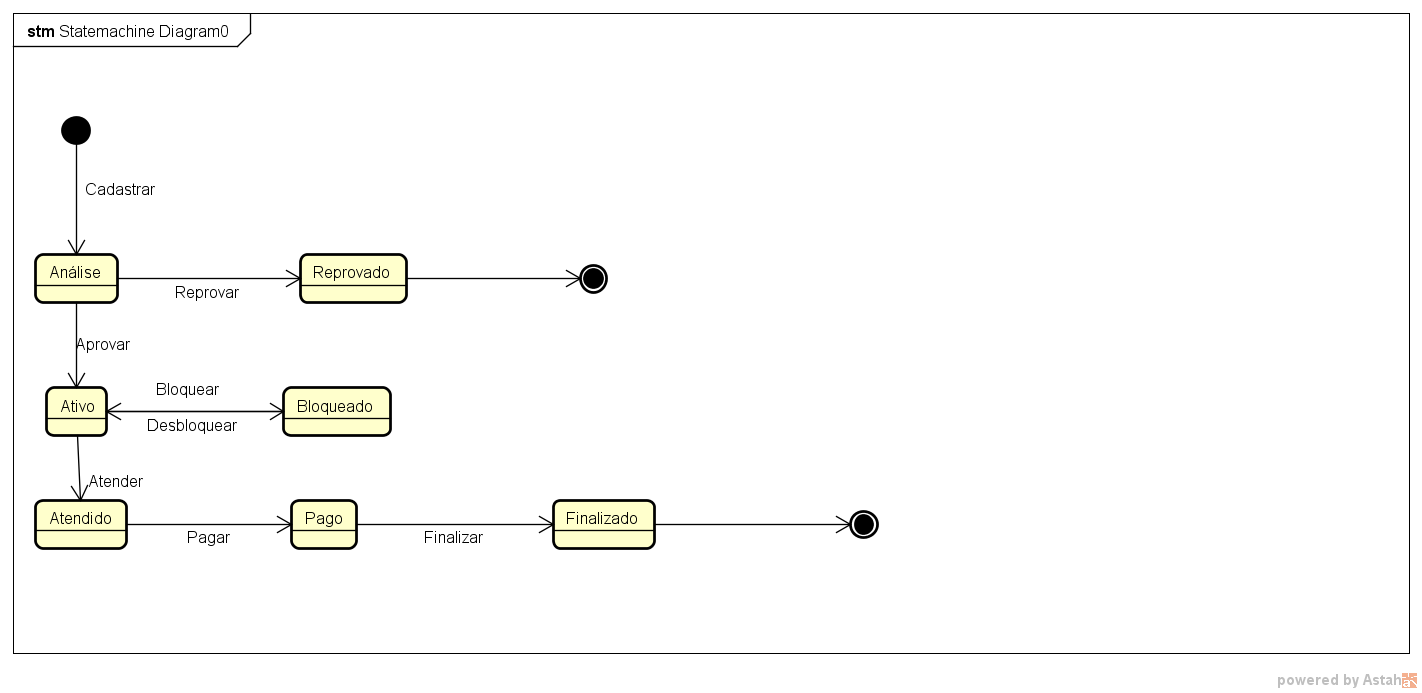 stm Statemachine Diagram0
Cadastrar
Análise
Reprovar
Reprovado
Aprovar
Ativo
Bloquear
Desbloquear
Bloqueado
Atender
Atendido
Pagar
Pago
Finalizar
Finalizado
powered by Astah